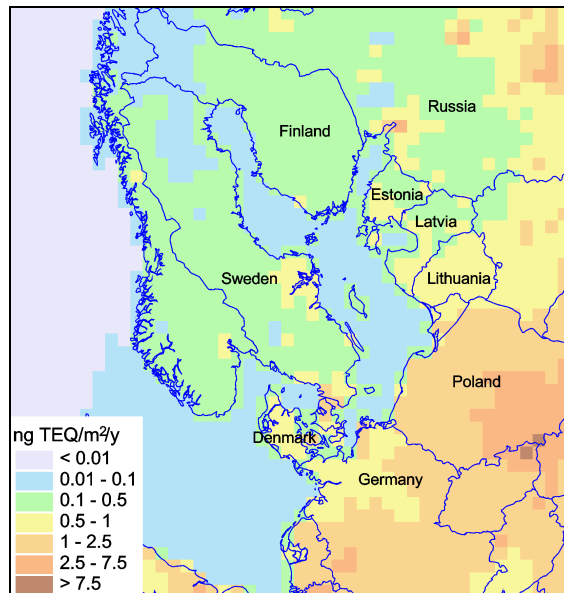 Russia
Finland
Estonia
Latvia
Sweden
Lithuania
Poland
Denmark
Germany
ng TEQ/m²/y
< 0.01
0.01 - 0.1
0.1 - 0.5
0.5 - 1
1 - 2.5
2.5 - 7.5
> 7.5